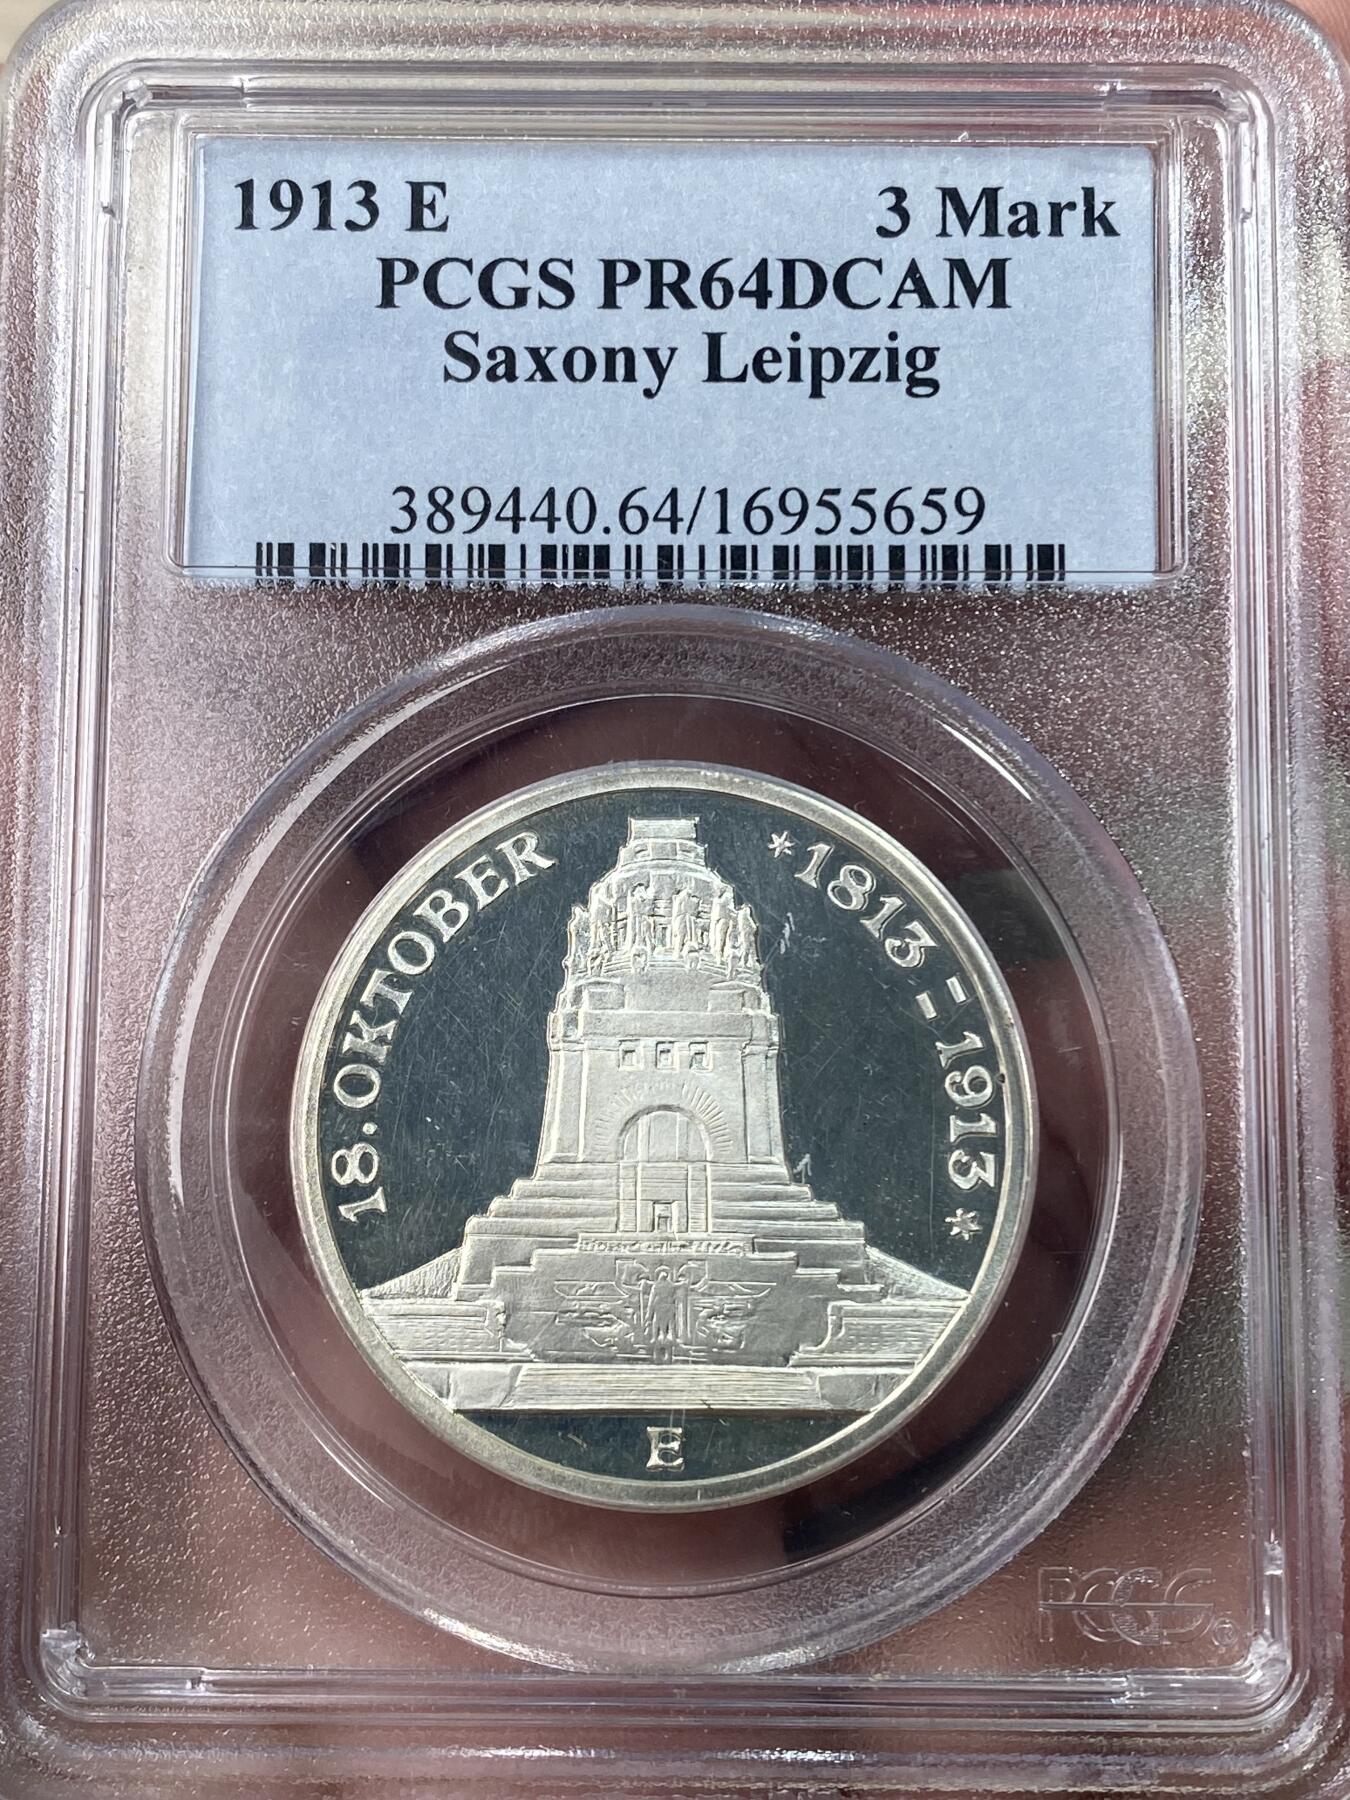 1913 E 3 Mark
PCGS PR64DCAM
Saxony Leipzig
389440.64/16955659
18. OKTOBER
*1813-1913*
E
PCGS